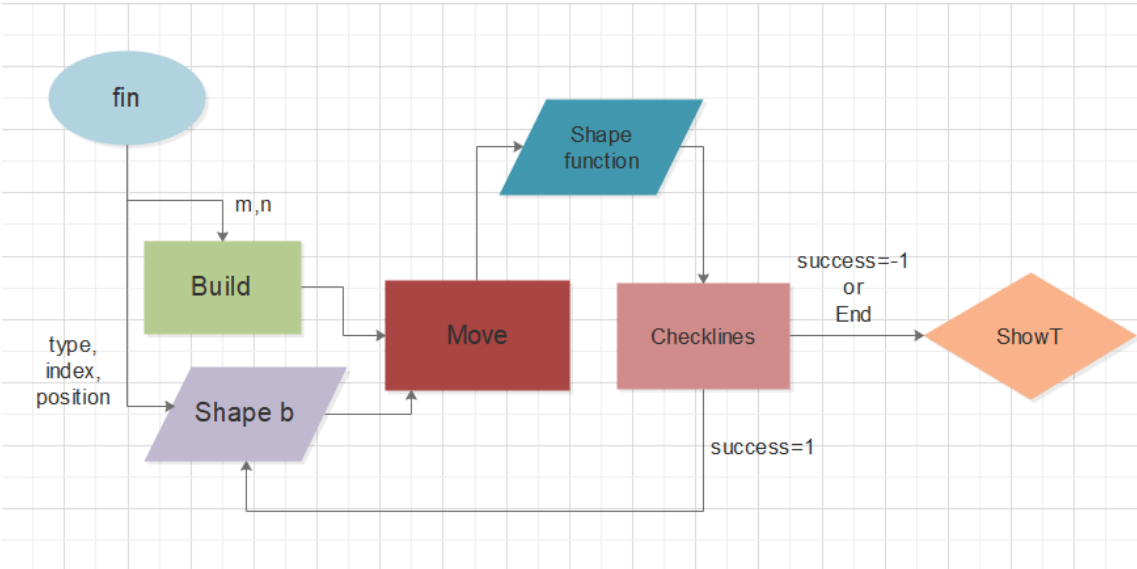 fin
m,n
Build
type,
index,
position
Shape b
Move
Shape
function
Checklines
success=-1
or
End
ShowT
success=1